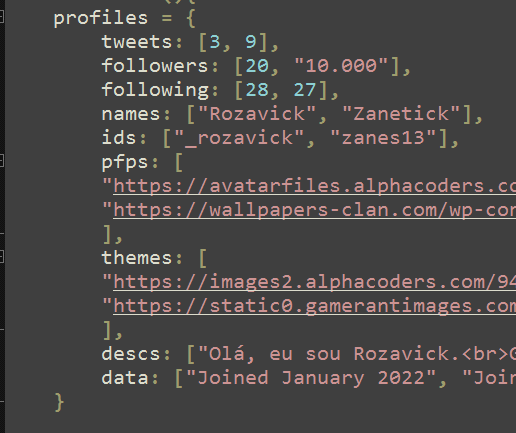 profiles = {
tweets: [3, 9],
followers: [20, "10.000"],
following: [28, 27],
names: ["Rozavick", "Zanetick"],
ids: ["_rozavick", "zanes13"],
pfps: [
"https://avatarfiles.alphacoders.co
"https://wallpapers-clan.com/wp-con
],
themes: [
"https://images2.alphacoders.com/94
"https://static0.gamerantimages.com
],
descs: ["Olá, eu sou Rozavick.<br>G
data: ["Joined January 2022", "Join
}